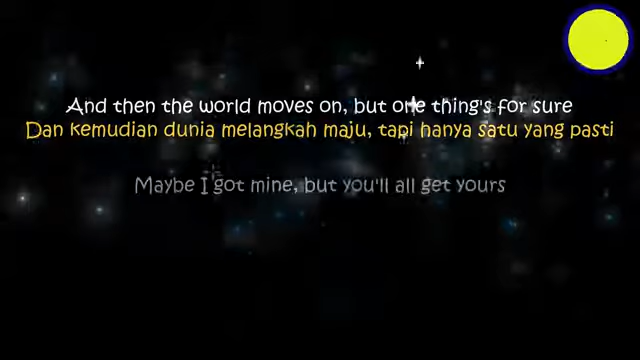 And then the world moves on, but one thing's for sure
Dan kemudian dunia melangkah maju, tapi hanya satu yang pasti
Maybe I got mine, but you'll all get yours